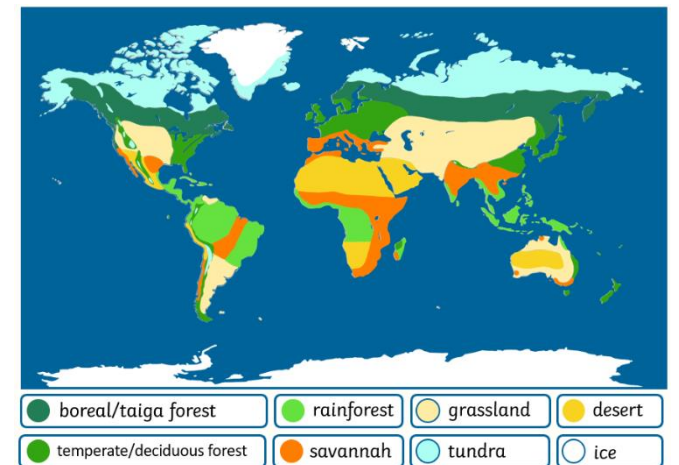 boreal/taiga forest rainforest grassland desert
temperate/deciduous forest savannah tundra ice